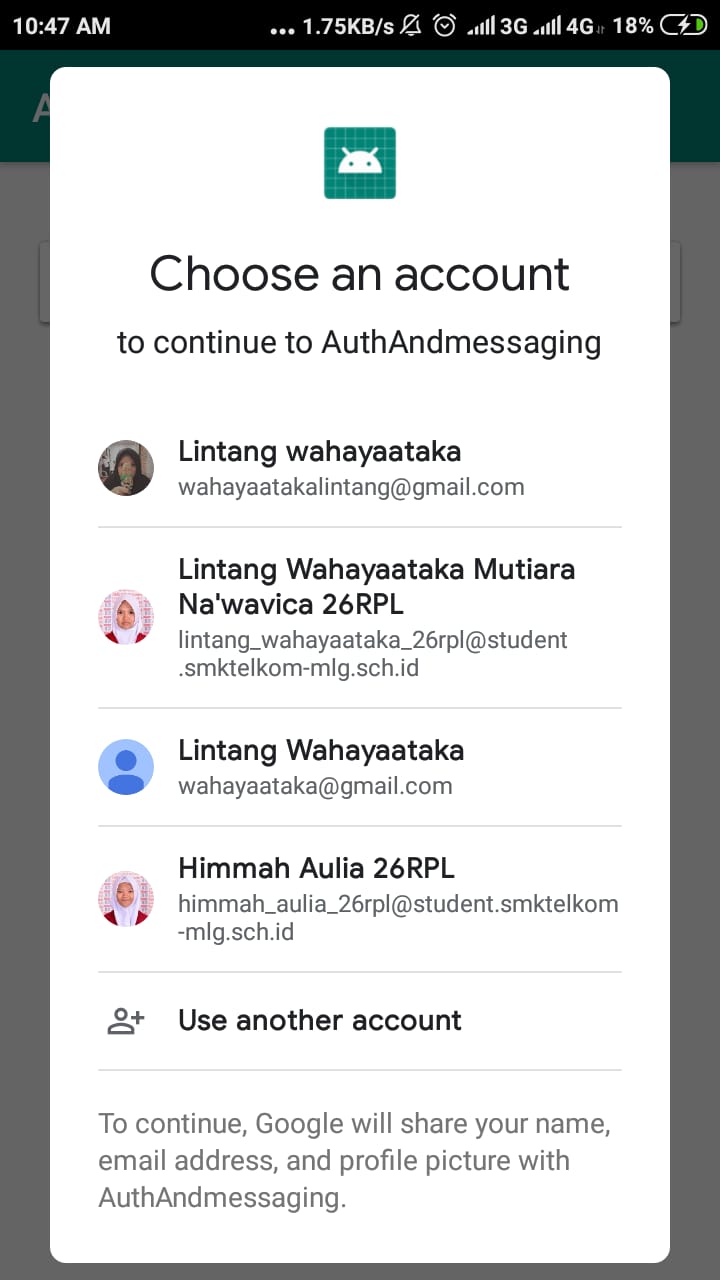 10:47 AM ... 1.75KB/s 3G 4G 18%
A
Choose an account
to continue to AuthAndmessaging
Lintang wahayaataka
wahayaatakalintang@gmail.com
Lintang Wahayaataka Mutiara
Na'wavica 26RPL
lintang_wahayaataka_26rpl@student
.smktelkom-mlg.sch.id
Lintang Wahayaataka
wahayaataka@gmail.com
Himmah Aulia 26RPL
himmah_aulia_26rpl@student.smktelkom
-mlg.sch.id
Use another account
To continue, Google will share your name,
email address, and profile picture with
AuthAndmessaging.